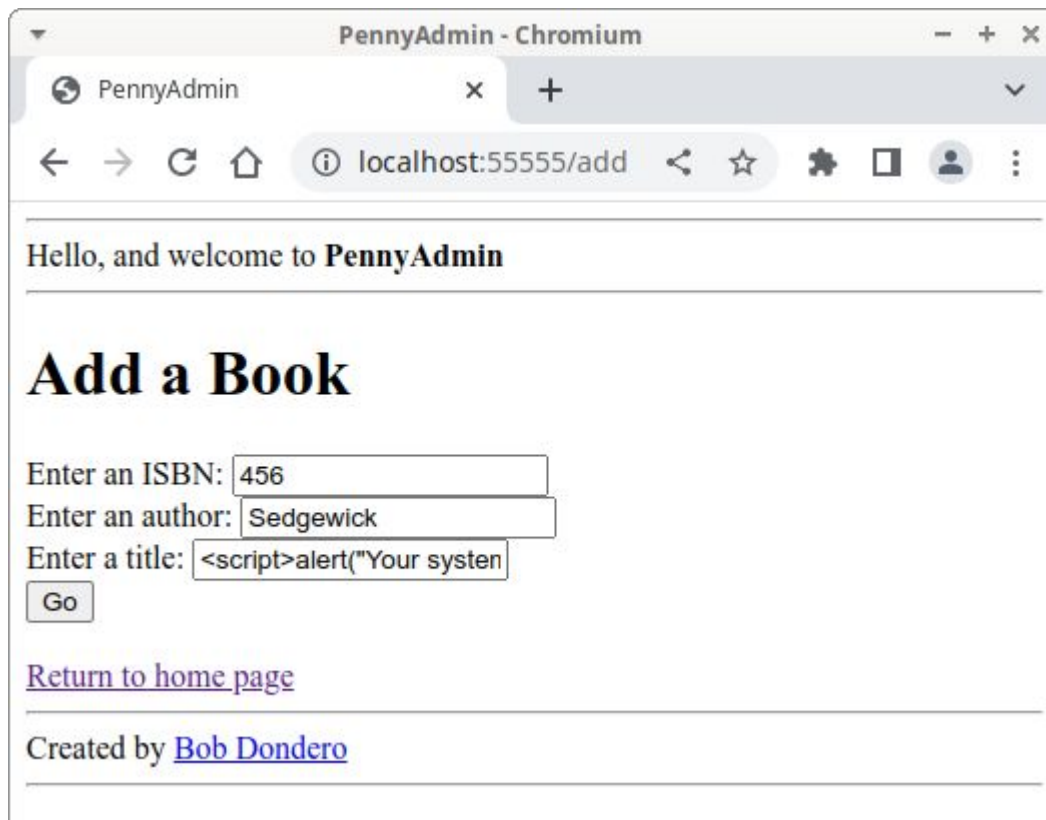 PennyAdmin - Chromium
PennyAdmin
localhost:55555/add
Hello, and welcome to PennyAdmin
Add a Book
Enter an ISBN: 456
Enter an author: Sedgewick
Enter a title: <script>alert("Your system
Go
Return to home page
Created by Bob Dondero